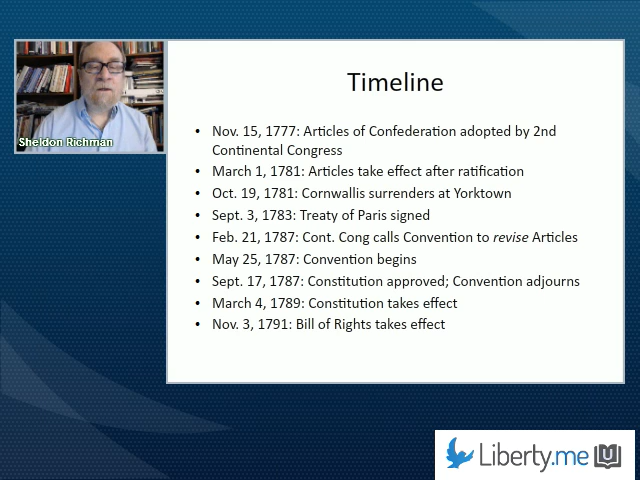 Timeline
• Nov. 15, 1777: Articles of Confederation adopted by 2nd
Continental Congress
• March 1, 1781: Articles take effect after ratification
• Oct. 19, 1781: Cornwallis surrenders at Yorktown
• Sept. 3, 1783: Treaty of Paris signed
• Feb. 21, 1787: Cont. Cong calls Convention to revise Articles
• May 25, 1787: Convention begins
• Sept. 17, 1787: Constitution approved; Convention adjourns
• March 4, 1789: Constitution takes effect
• Nov. 3, 1791: Bill of Rights takes effect
Sheldon Richman
Liberty.me